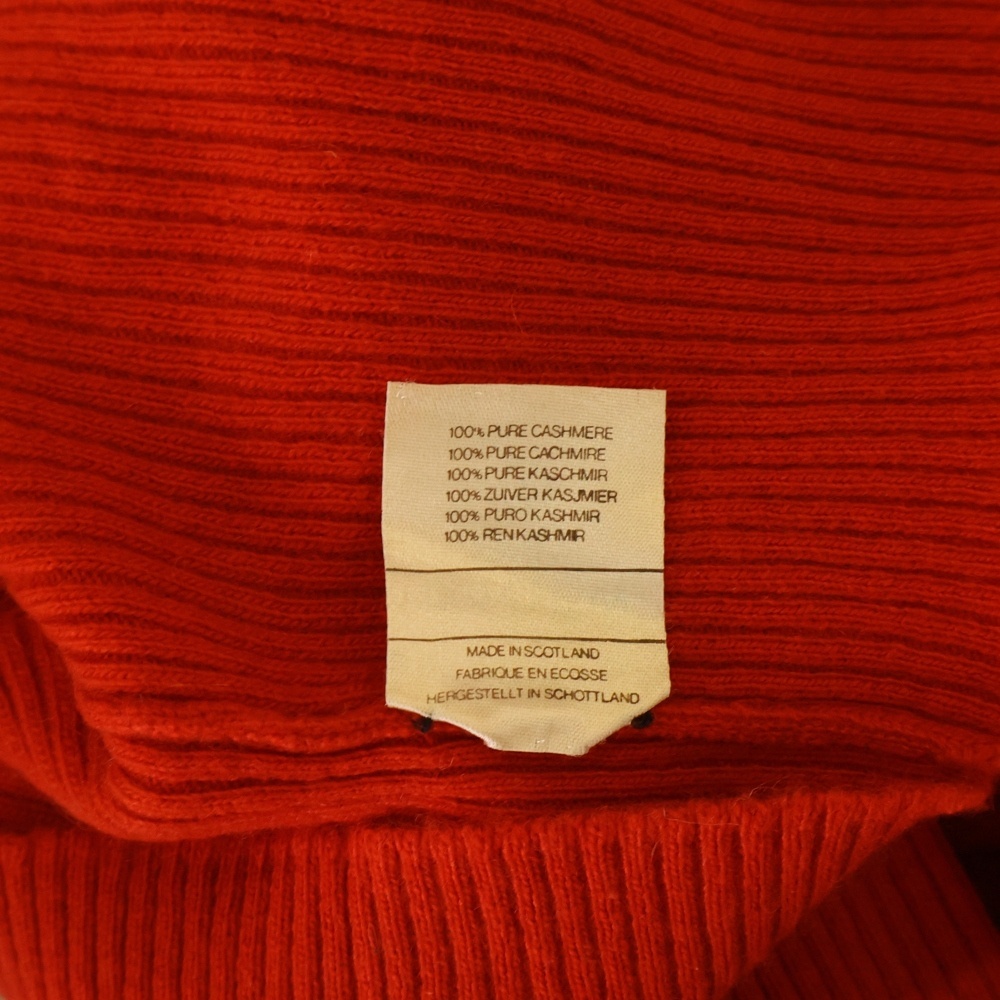 100% PURE CASHMERE
100% PURE CACHMIRE
100% PURE KASCHMIR
100% ZUIVER KASJMIER
100% PURO KASHMIR
100% REN KASHMIR
MADE IN SCOTLAND
FABRIQUE EN ECOSSE
HERGESTELLT IN SCHOTTLAND